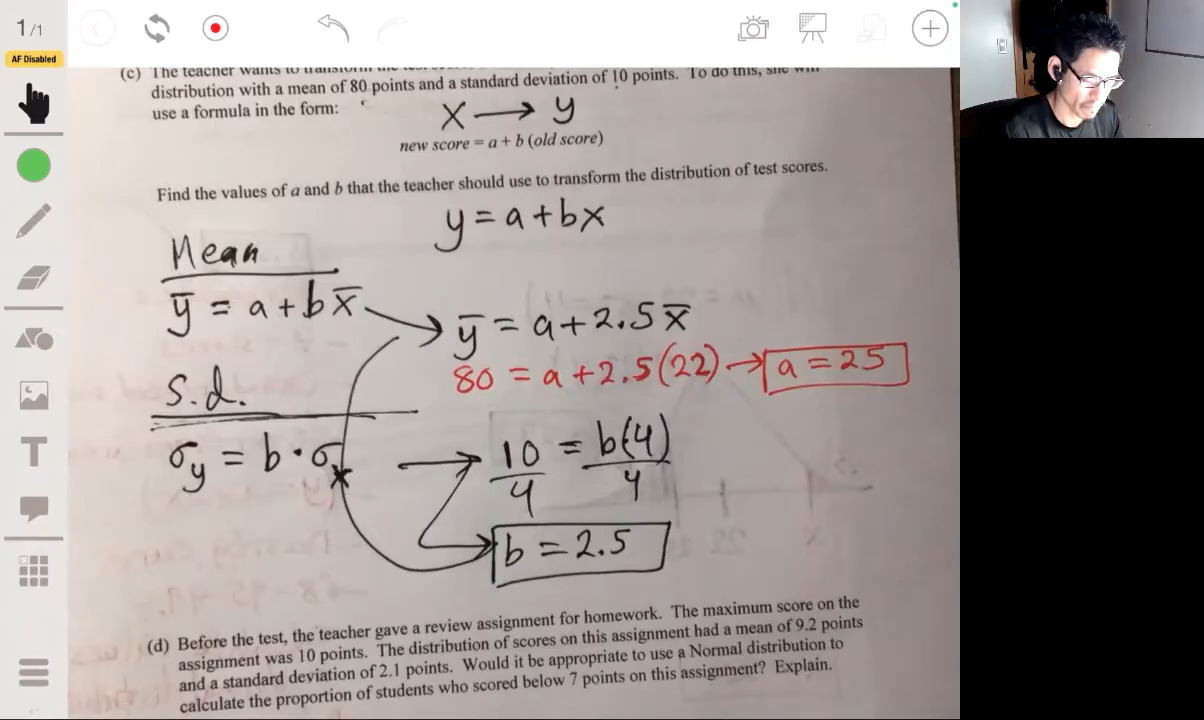 1/1
AF Disabled
(c) The teacher wants to transform the test scores
distribution with a mean of 80 points and a standard deviation of 10 points. To do this, she will
use a formula in the form:
x → y
new score = a + b (old score)
Find the values of a and b that the teacher should use to transform the distribution of test scores.
y = a + bx
Mean
ȳ = a + bx̄
ȳ = a + 2.5x̄
80 = a + 2.5(22) → a = 25
s.d.
σy = b · σx
10/4 = b(4)/4
b = 2.5
(d) Before the test, the teacher gave a review assignment for homework. The maximum score on the
assignment was 10 points. The distribution of scores on this assignment had a mean of 9.2 points
and a standard deviation of 2.1 points. Would it be appropriate to use a Normal distribution to
calculate the proportion of students who scored below 7 points on this assignment? Explain.
T